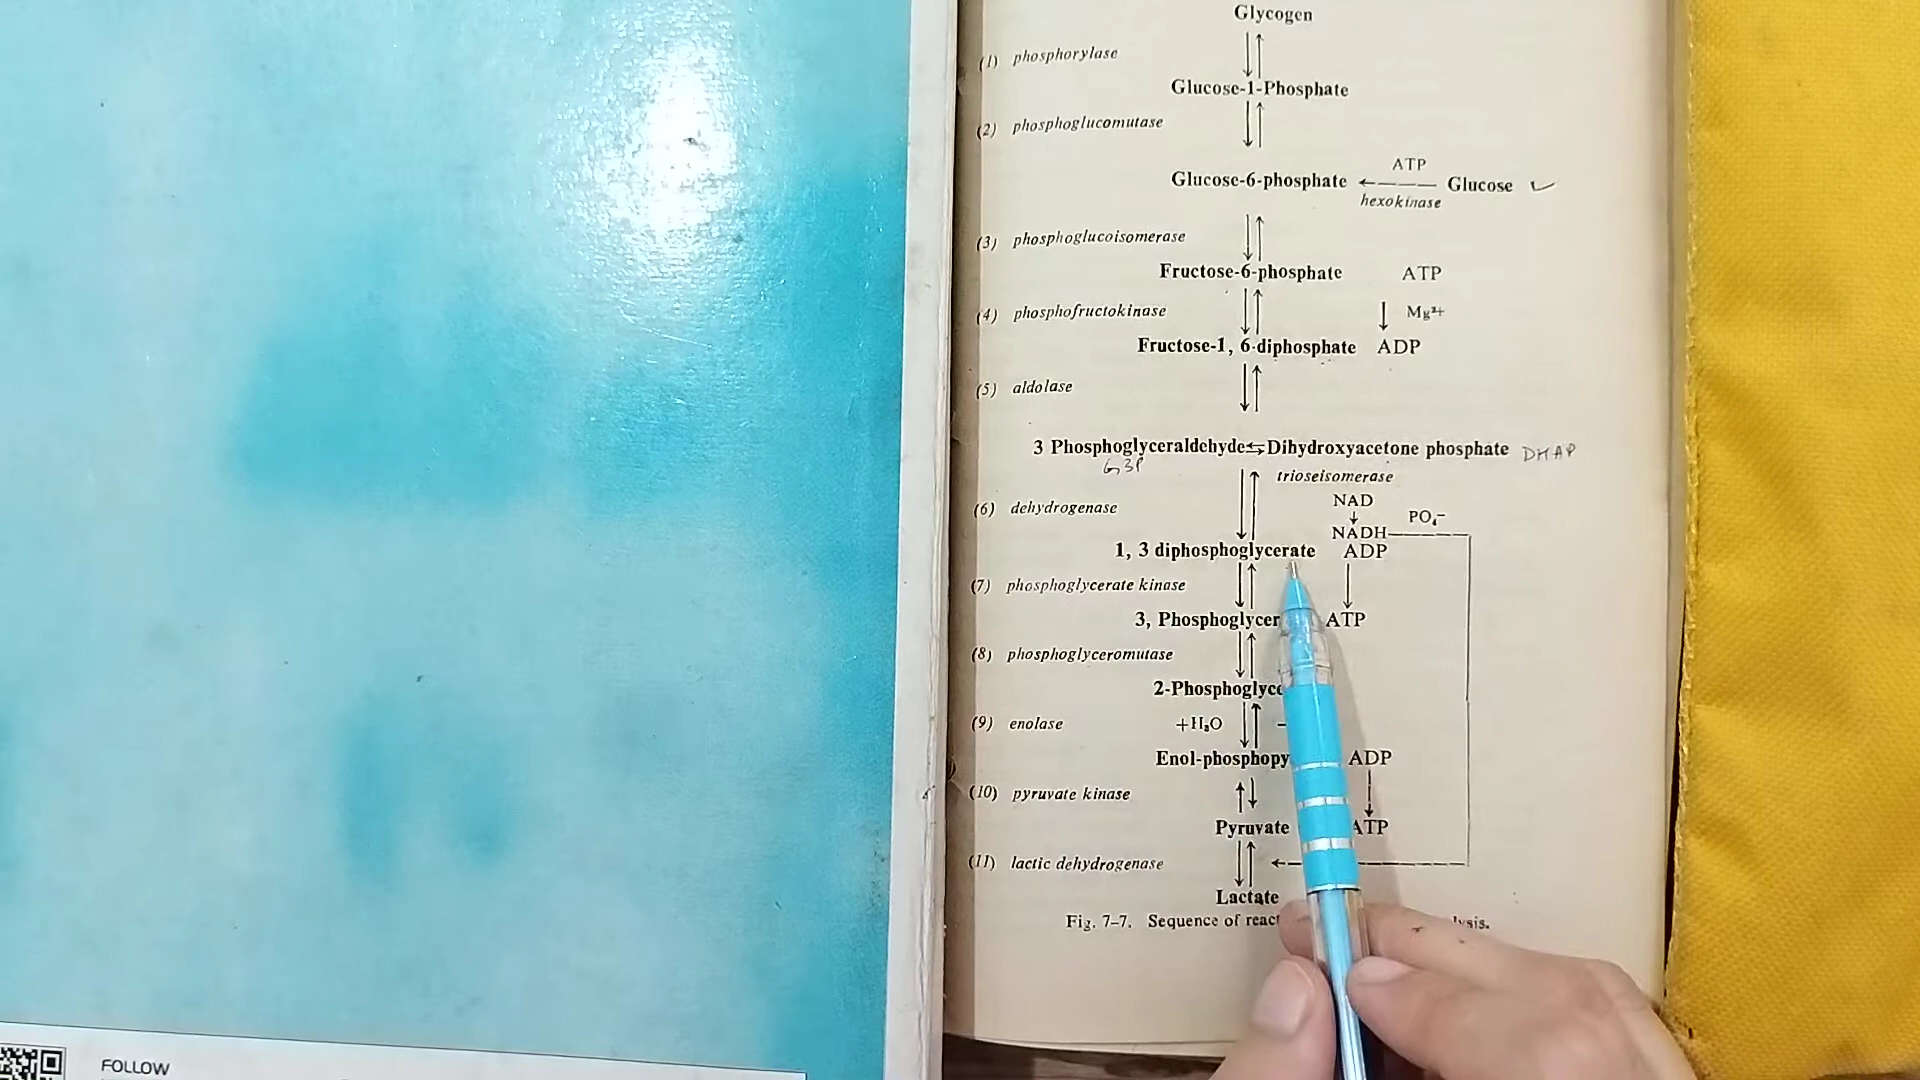 Glycogen
(1) phosphorylase
Glucose-1-Phosphate
(2) phosphoglucomutase
ATP
Glucose-6-phosphate ← Glucose ✓
hexokinase
(3) phosphoglucoisomerase
Fructose-6-phosphate ATP
(4) phosphofructokinase ↓ Mg²⁺
Fructose-1, 6-diphosphate ADP
(5) aldolase
3 Phosphoglyceraldehyde⇆Dihydroxyacetone phosphate DHAP
G3P
trioseisomerase
NAD
(6) dehydrogenase
PO₄⁻
NADH
1, 3 diphosphoglycerate ADP
(7) phosphoglycerate kinase
3, Phosphoglycer ATP
(8) phosphoglyceromutase
2-Phosphoglyce
(9) enolase +H₂O
Enol-phosphopy ADP
(10) pyruvate kinase
Pyruvate ATP
(11) lactic dehydrogenase
Lactate
Fig. 7–7. Sequence of react lysis.
FOLLOW